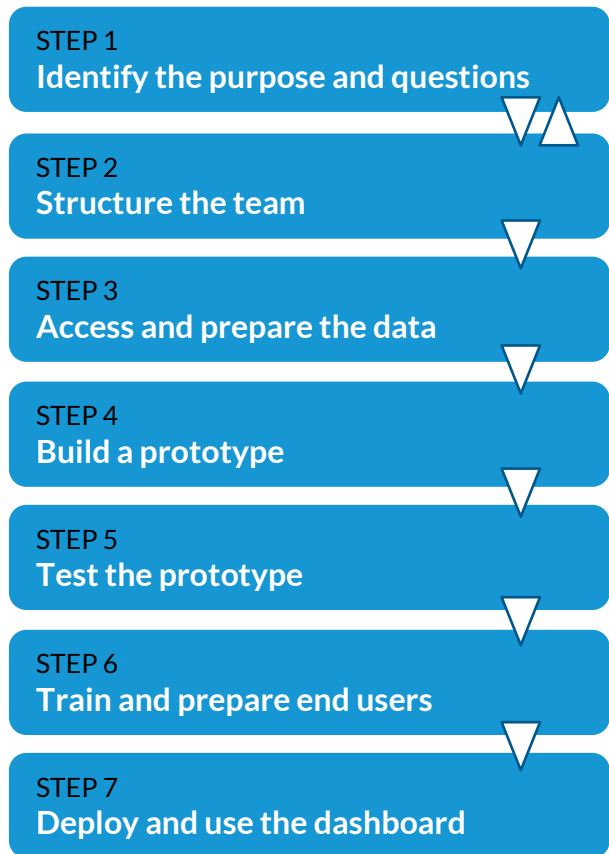 STEP 1
Identify the purpose and questions
STEP 2
Structure the team
STEP 3
Access and prepare the data
STEP 4
Build a prototype
STEP 5
Test the prototype
STEP 6
Train and prepare end users
STEP 7
Deploy and use the dashboard